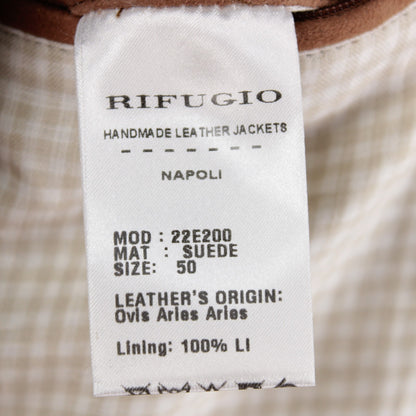 RIFUGIO
HANDMADE LEATHER JACKETS
- - - - - - -
NAPOLI
MOD : 22E200
MAT : SUEDE
SIZE: 50
LEATHER'S ORIGIN:
Ovis Aries Aries
Lining: 100% LI